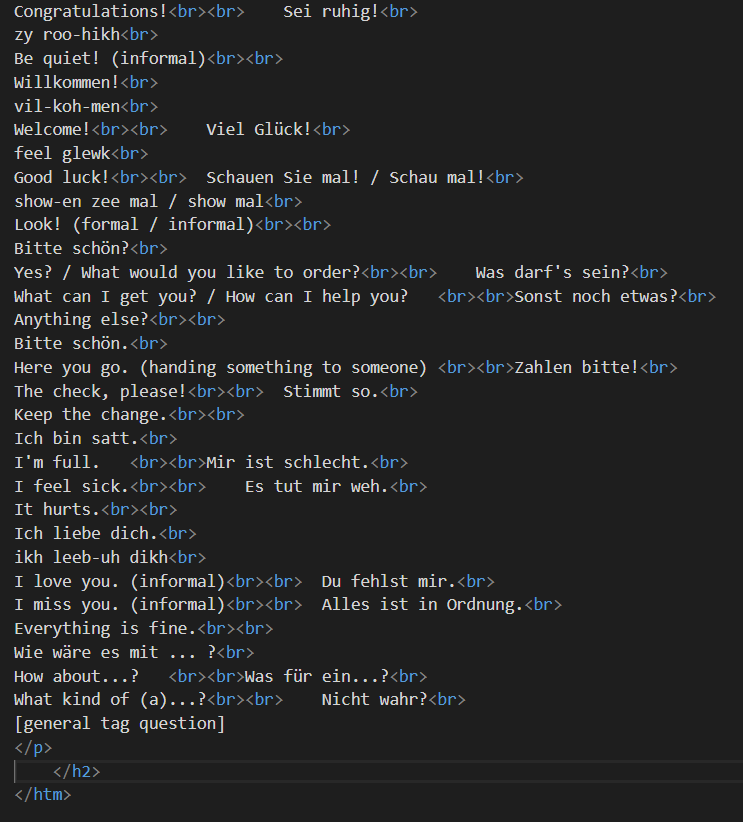 Congratulations!<br><br>    Sei ruhig!<br>
zy roo-hikh<br>
Be quiet! (informal)<br><br>
Willkommen!<br>
vil-koh-men<br>
Welcome!<br><br>    Viel Glück!<br>
feel glewk<br>
Good luck!<br><br>  Schauen Sie mal! / Schau mal!<br>
show-en zee mal / show mal<br>
Look! (formal / informal)<br><br>
Bitte schön?<br>
Yes? / What would you like to order?<br><br>    Was darf's sein?<br>
What can I get you? / How can I help you?   <br><br>Sonst noch etwas?<br>
Anything else?<br><br>
Bitte schön.<br>
Here you go. (handing something to someone) <br><br>Zahlen bitte!<br>
The check, please!<br><br>  Stimmt so.<br>
Keep the change.<br><br>
Ich bin satt.<br>
I'm full.   <br><br>Mir ist schlecht.<br>
I feel sick.<br><br>    Es tut mir weh.<br>
It hurts.<br><br>
Ich liebe dich.<br>
ikh leeb-uh dikh<br>
I love you. (informal)<br><br>  Du fehlst mir.<br>
I miss you. (informal)<br><br>  Alles ist in Ordnung.<br>
Everything is fine.<br><br>
Wie wäre es mit ... ?<br>
How about...?   <br><br>Was für ein...?<br>
What kind of (a)...?<br><br>    Nicht wahr?<br>
[general tag question]
</p>
    </h2>
</htm>